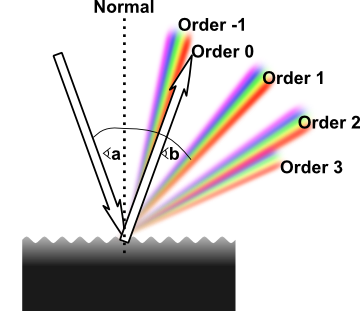 Normal
Order -1
Order 0
Order 1
Order 2
Order 3
∢a
∢b